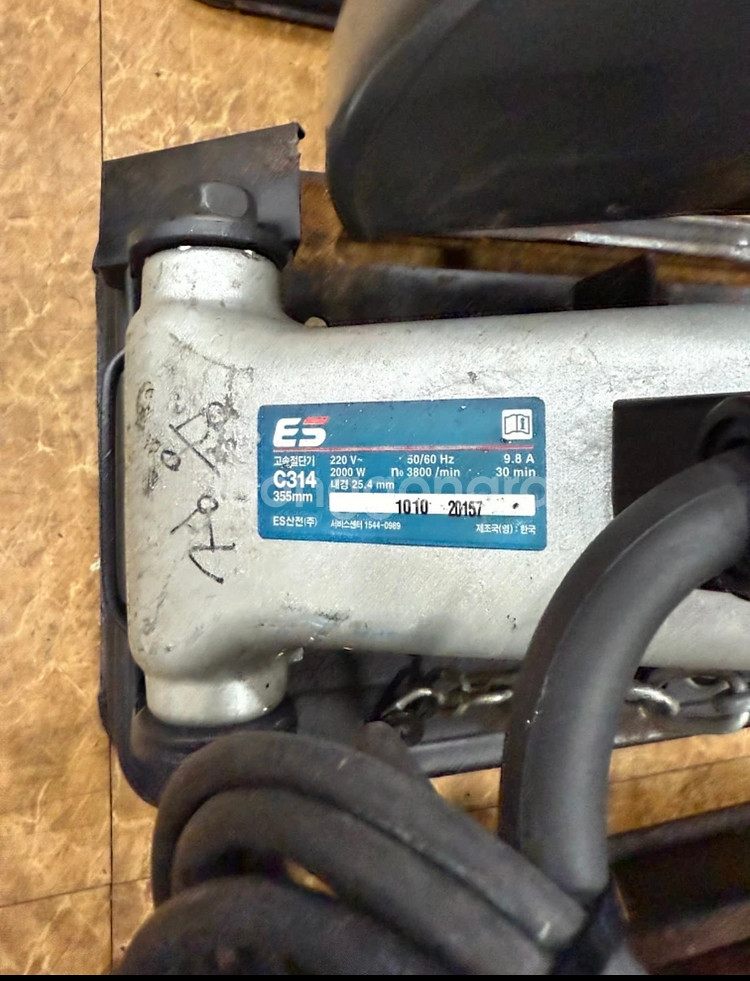 ES
고속절단기 220 V~ 50/60 Hz 9.8 A
C314 2000 W n₀ 3800 /min 30 min
355mm 내경 25.4 mm
1010 20157
ES산전(주) 서비스센터 1544-0989 제조국(영) : 한국